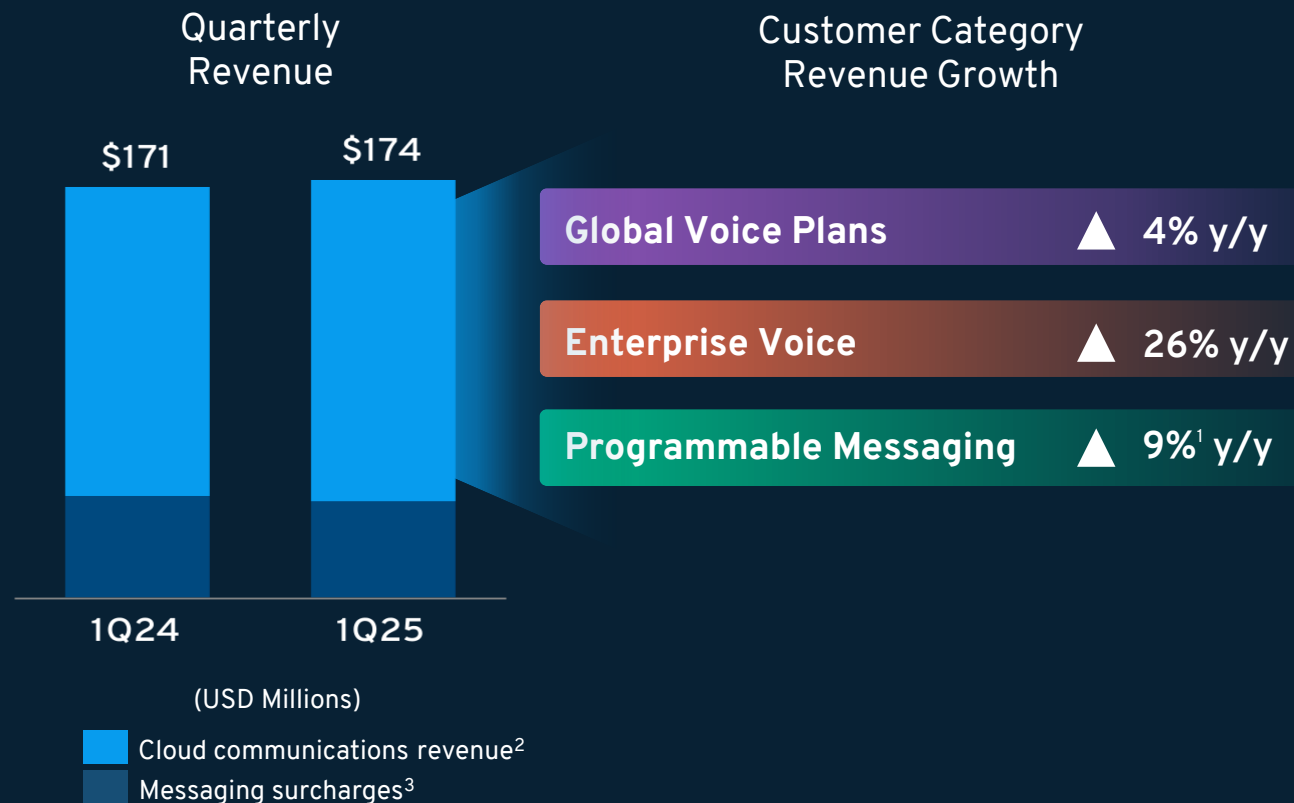 Quarterly
Revenue
$171
$174
1Q24
1Q25
(USD Millions)
Cloud communications revenue²
Messaging surcharges³
Customer Category
Revenue Growth
Global Voice Plans ▲ 4% y/y
Enterprise Voice ▲ 26% y/y
Programmable Messaging ▲ 9%¹ y/y